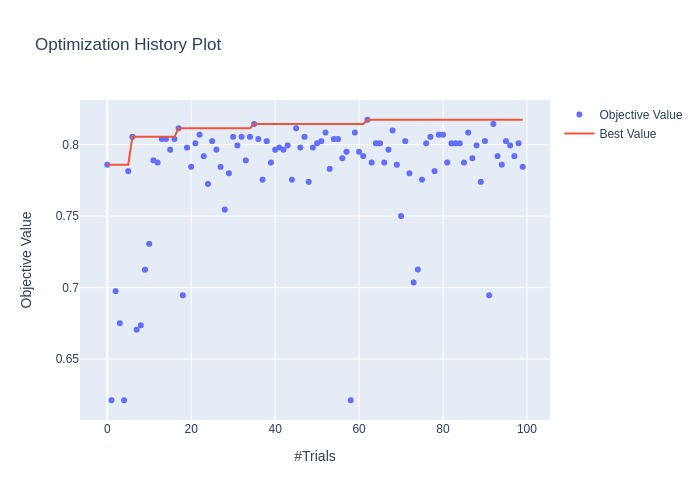 Optimization History Plot
Objective Value
Best Value
0.8
0.75
0.7
0.65
Objective Value
0
20
40
60
80
100
#Trials